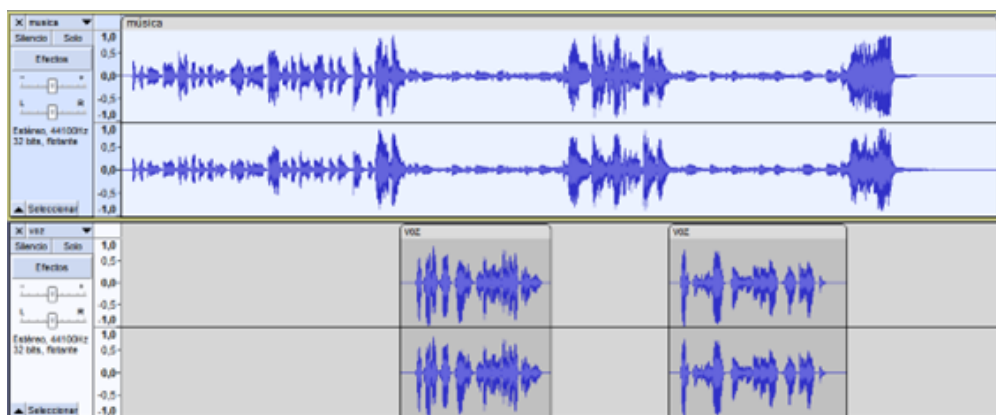 musica
música
Silencio Solo
Efectos
- +
L R
Estéreo, 44100Hz
32 bits, flotante
Seleccionar
1,0
0,5-
0,0-
-0,5-
-1,0
1,0
0,5-
0,0-
-0,5-
-1,0
voz
voz
voz
Silencio Solo
Efectos
- +
L R
Estéreo, 44100Hz
32 bits, flotante
Seleccionar
1,0
0,5-
0,0-
-0,5-
-1,0
1,0
0,5-
0,0-
-0,5-
-1,0